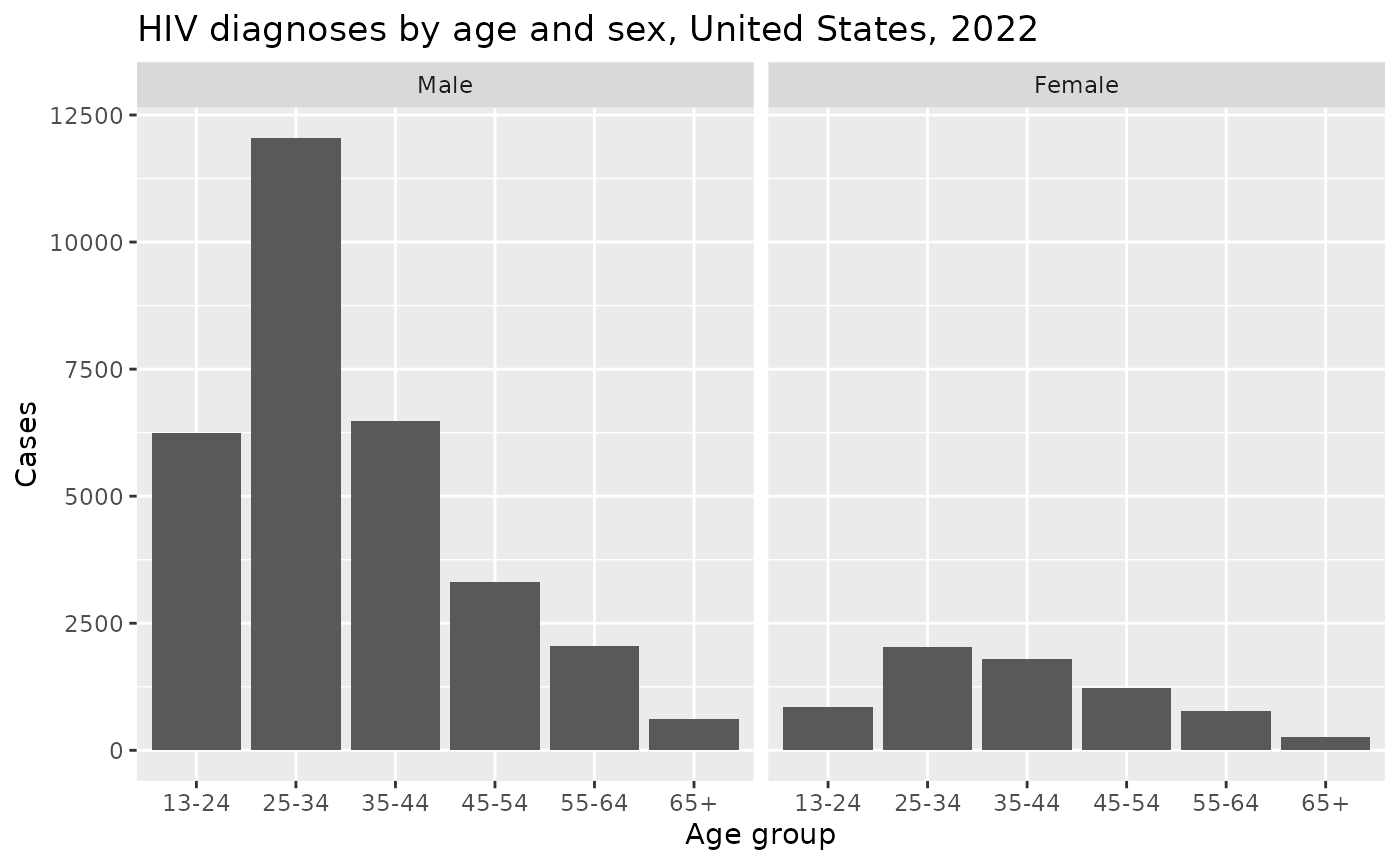 HIV diagnoses by age and sex, United States, 2022
Male
Female
12500
10000
7500
5000
2500
0
Cases
13-24 25-34 35-44 45-54 55-64 65+
13-24 25-34 35-44 45-54 55-64 65+
Age group